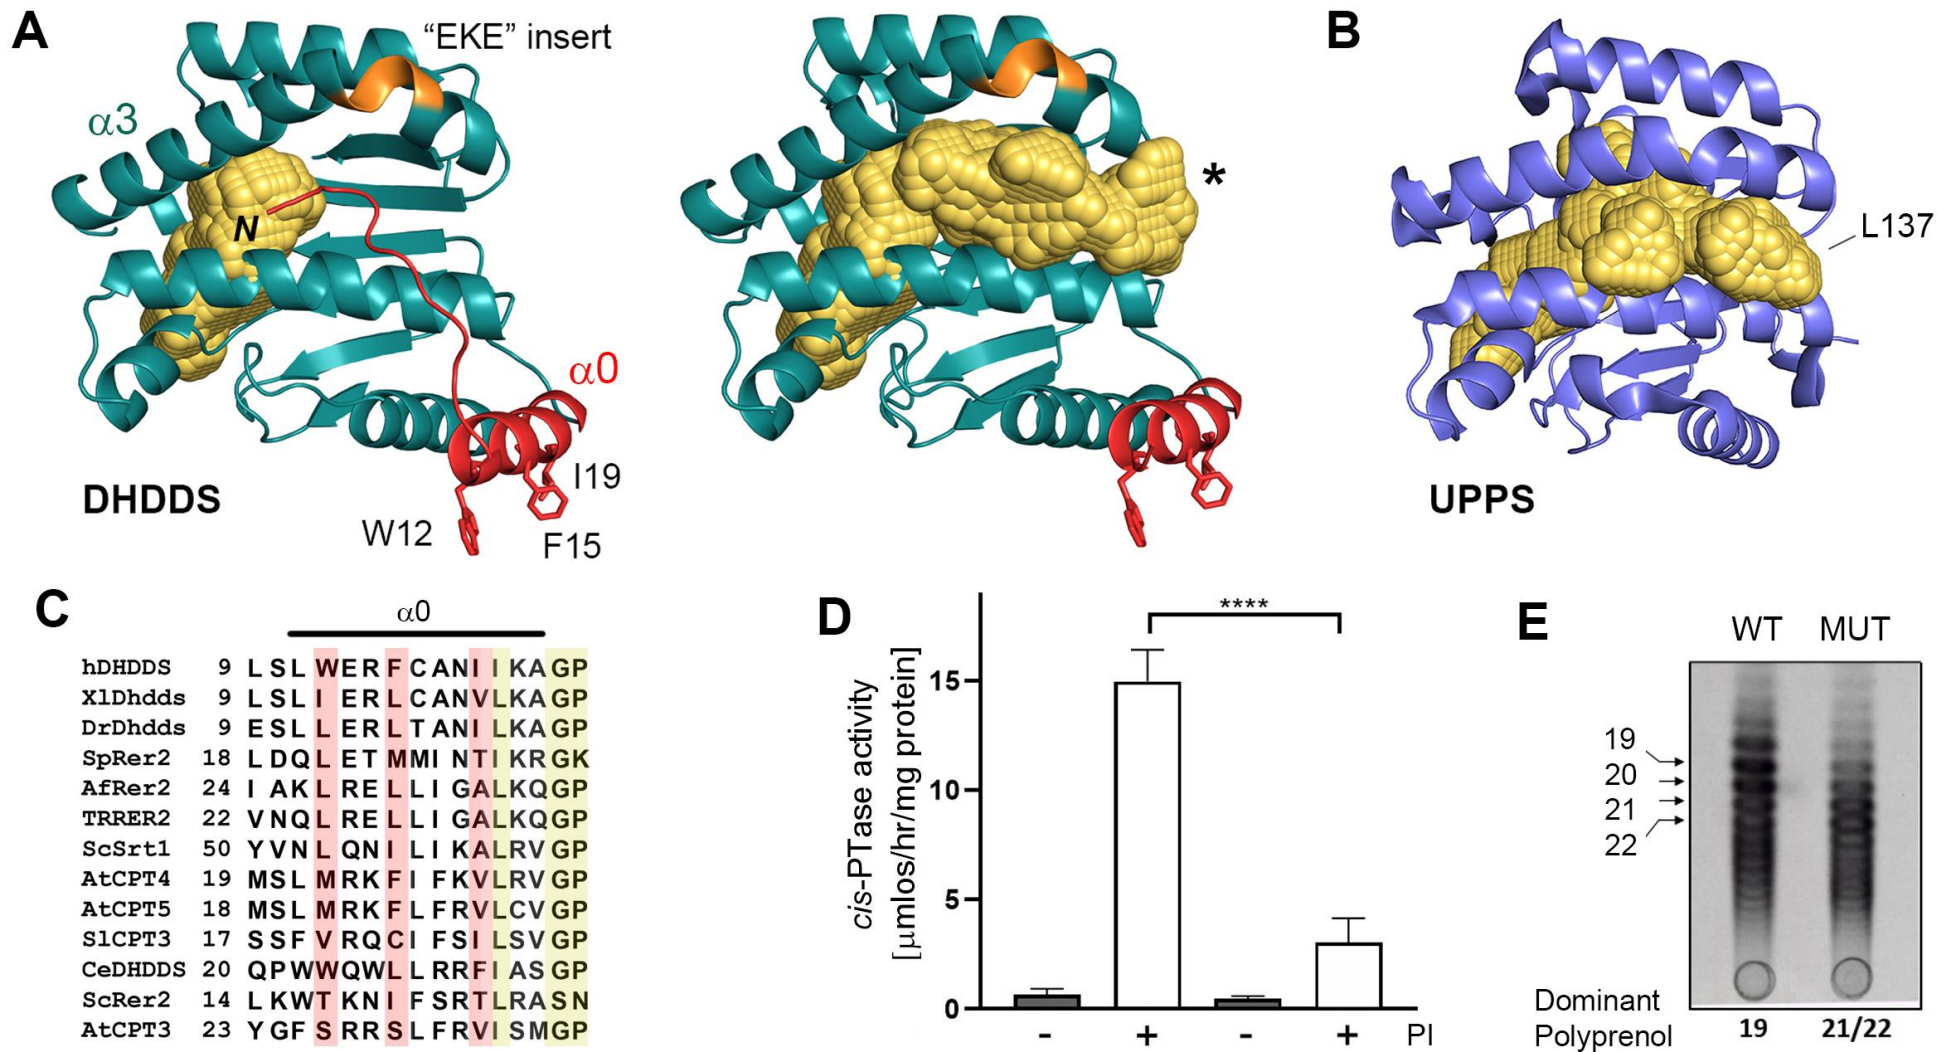 A
"EKE" insert
α3
N
α0
I19
W12
F15
DHDDS
*
B
L137
UPPS
C
α0
hDHDDS 9 LSLWERFCANIIKAGP
XlDhdds 9 LSLIERLCANVLKAGP
DrDhdds 9 ESLLERLTANILKAGP
SpRer2 18 LDQLETMMINTIKRGK
AfRer2 24 IAKLRELLIGALKQGP
TRRER2 22 VNQLRELLIGALKQGP
ScSrt1 50 YVNLQNILIKALRVGP
AtCPT4 19 MSLMRKFIFKVLRVGP
AtCPT5 18 MSLMRKFLFRVLCVGP
SlCPT3 17 SSFVRQCIFSILSVGP
CeDHDDS 20 QPWWQWLLRRFIASGP
ScRer2 14 LKWTKNIFSRTLRASN
AtCPT3 23 YGFSRRSLFRVISMGP
D
cis-PTase activity
[µmlos/hr/mg protein]
****
15
10
5
0
- + - + PI
E
WT MUT
19
20
21
22
Dominant
Polyprenol 19 21/22